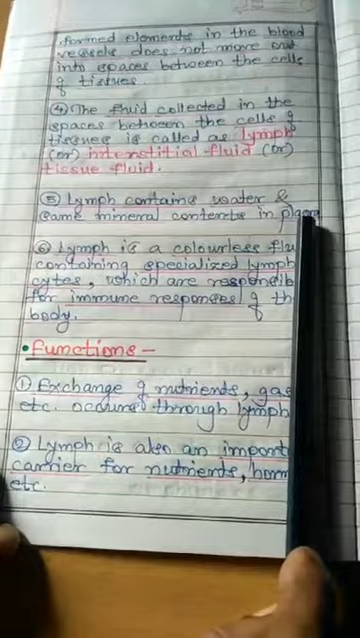 formed elements in the blood
vessels does not move out
into spaces between the cells
of tissues.
④ The fluid collected in the
spaces between the cells of
tissues is called as lymph
(or) interstitial fluid (or)
tissue fluid.
⑤ Lymph contains water &
same mineral contents in
⑥ Lymph is a colourless flu
containing specialized lymph
cytes, which are responsib
for immune responses of th
body.
• Functions -
① Exchange of nutrients, gas
etc. occurs through lymph
② Lymph is also an import
carrier for nutrients, horm
etc.